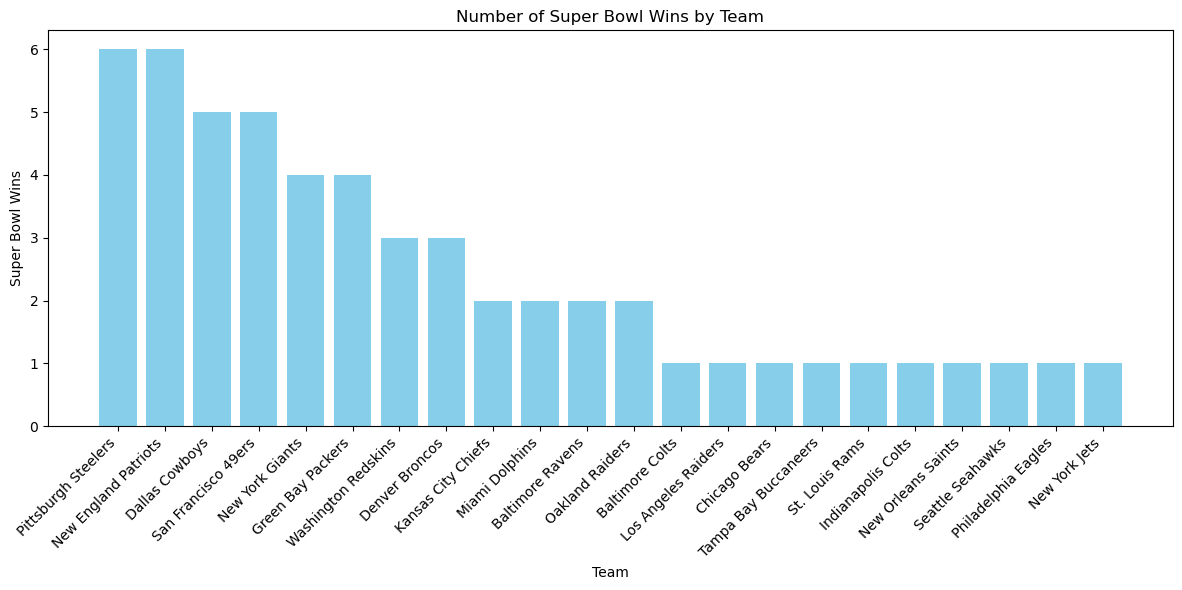 Number of Super Bowl Wins by Team
Super Bowl Wins
6
5
4
3
2
1
0
Pittsburgh Steelers
New England Patriots
Dallas Cowboys
San Francisco 49ers
New York Giants
Green Bay Packers
Washington Redskins
Denver Broncos
Kansas City Chiefs
Miami Dolphins
Baltimore Ravens
Oakland Raiders
Baltimore Colts
Los Angeles Raiders
Chicago Bears
Tampa Bay Buccaneers
St. Louis Rams
Indianapolis Colts
New Orleans Saints
Seattle Seahawks
Philadelphia Eagles
New York Jets
Team